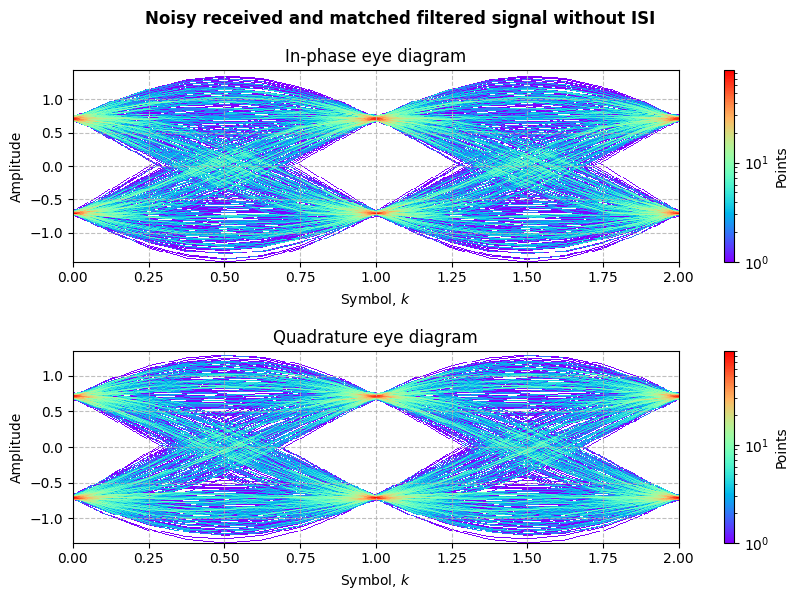 Noisy received and matched filtered signal without ISI
In-phase eye diagram
Amplitude
1.0
0.5
0.0
−0.5
−1.0
0.00 0.25 0.50 0.75 1.00 1.25 1.50 1.75 2.00
Symbol, k
10¹
10⁰
Points
Quadrature eye diagram
Amplitude
1.0
0.5
0.0
−0.5
−1.0
0.00 0.25 0.50 0.75 1.00 1.25 1.50 1.75 2.00
Symbol, k
10¹
10⁰
Points